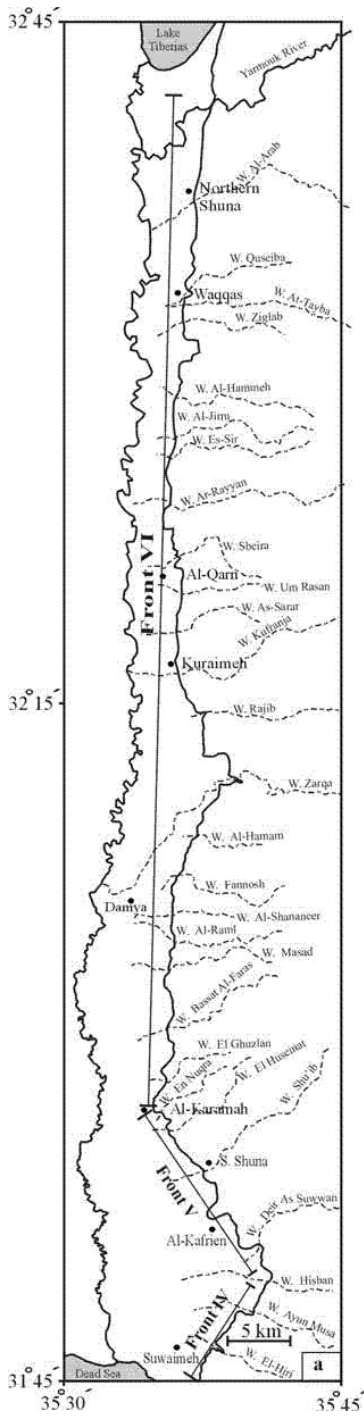 32°45´
Lake
Tiberias
Yarmouk River
W. Al-Arab
Northern
Shuna
W. Quseiba
Waqqas
W. At-Tayba
W. Ziglab
W. Al-Hammeh
W. Al-Jirm
W. Es-Sir
W. Ar-Rayyan
Front VI
W. Sbeira
Al-Qarn
W. Um Rasan
W. As-Sarar
W. Kufranja
Kuraimeh
32°15´
W. Rajib
W. Zarqa
W. Al-Hamam
W. Fannosh
Damya
W. Al-Shananeer
W. Al-Raml
W. Masad
W. Bassat Al-Faras
W. El Ghuzlan
W. El Huseiniat
W. En Nuqra
W. Shu'ib
Al-Karamah
S. Shuna
Front V
W. Deir As Suwwan
Al-Kafrien
W. Hisban
Front IV
W. Ayun Musa
5 km
Suwaimeh
W. El-Hiri
a
31°45´
Dead Sea
35°30´
35°45´